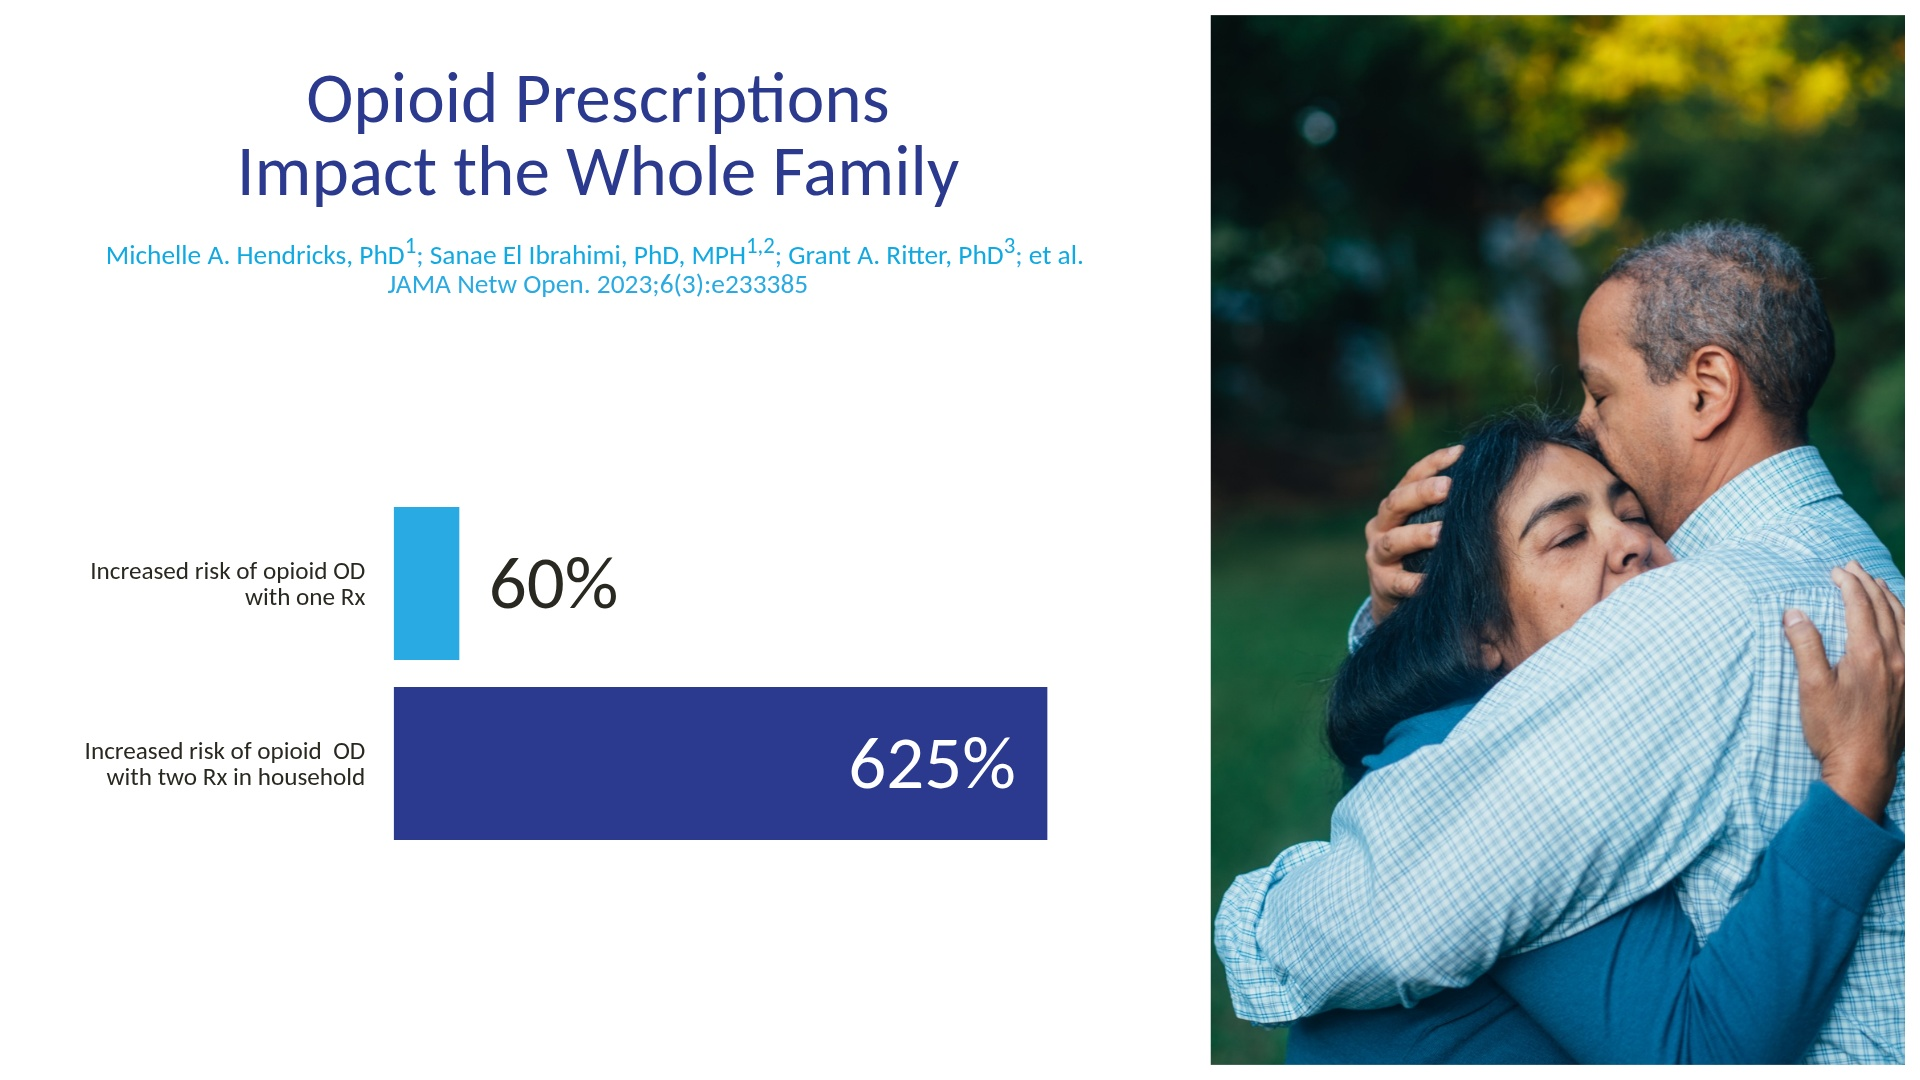 Opioid Prescriptions
Impact the Whole Family
Michelle A. Hendricks, PhD1; Sanae El Ibrahimi, PhD, MPH1,2; Grant A. Ritter, PhD3; et al.
JAMA Netw Open. 2023;6(3):e233385
Increased risk of opioid OD
with one Rx
60%
Increased risk of opioid  OD
with two Rx in household
625%